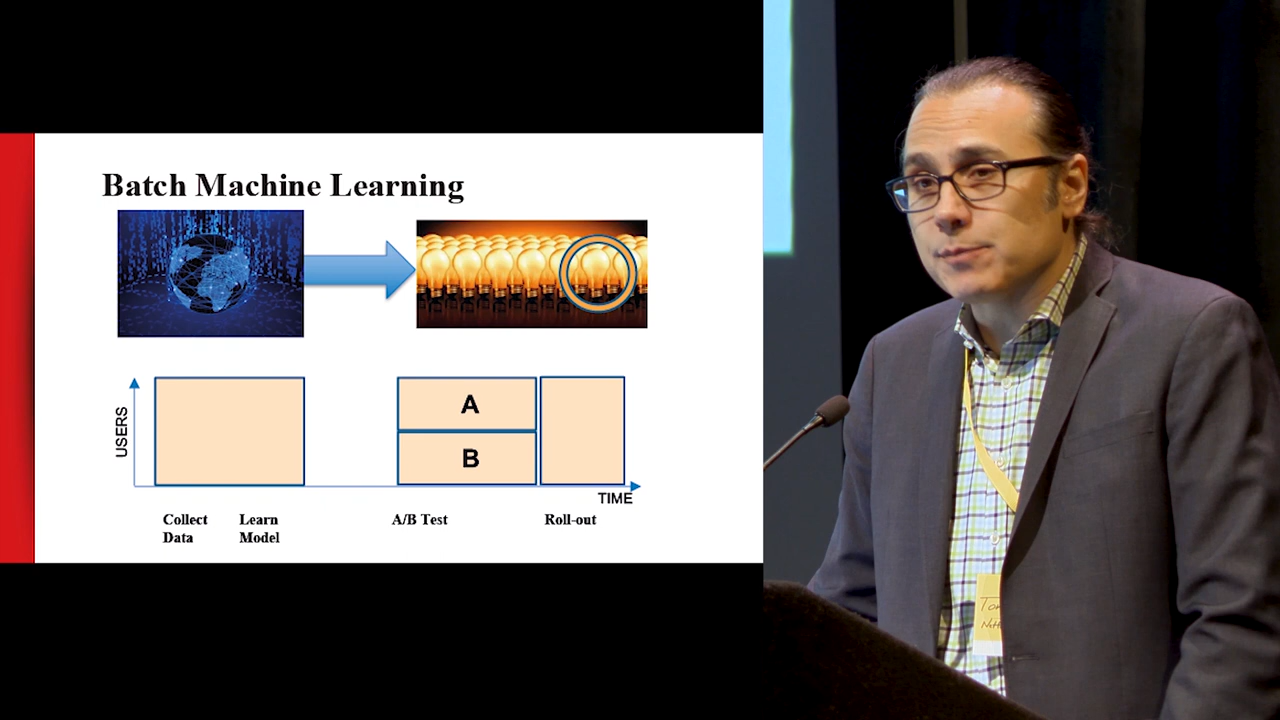 Batch Machine Learning
USERS
A
B
TIME
Collect
Data
Learn
Model
A/B Test
Roll-out